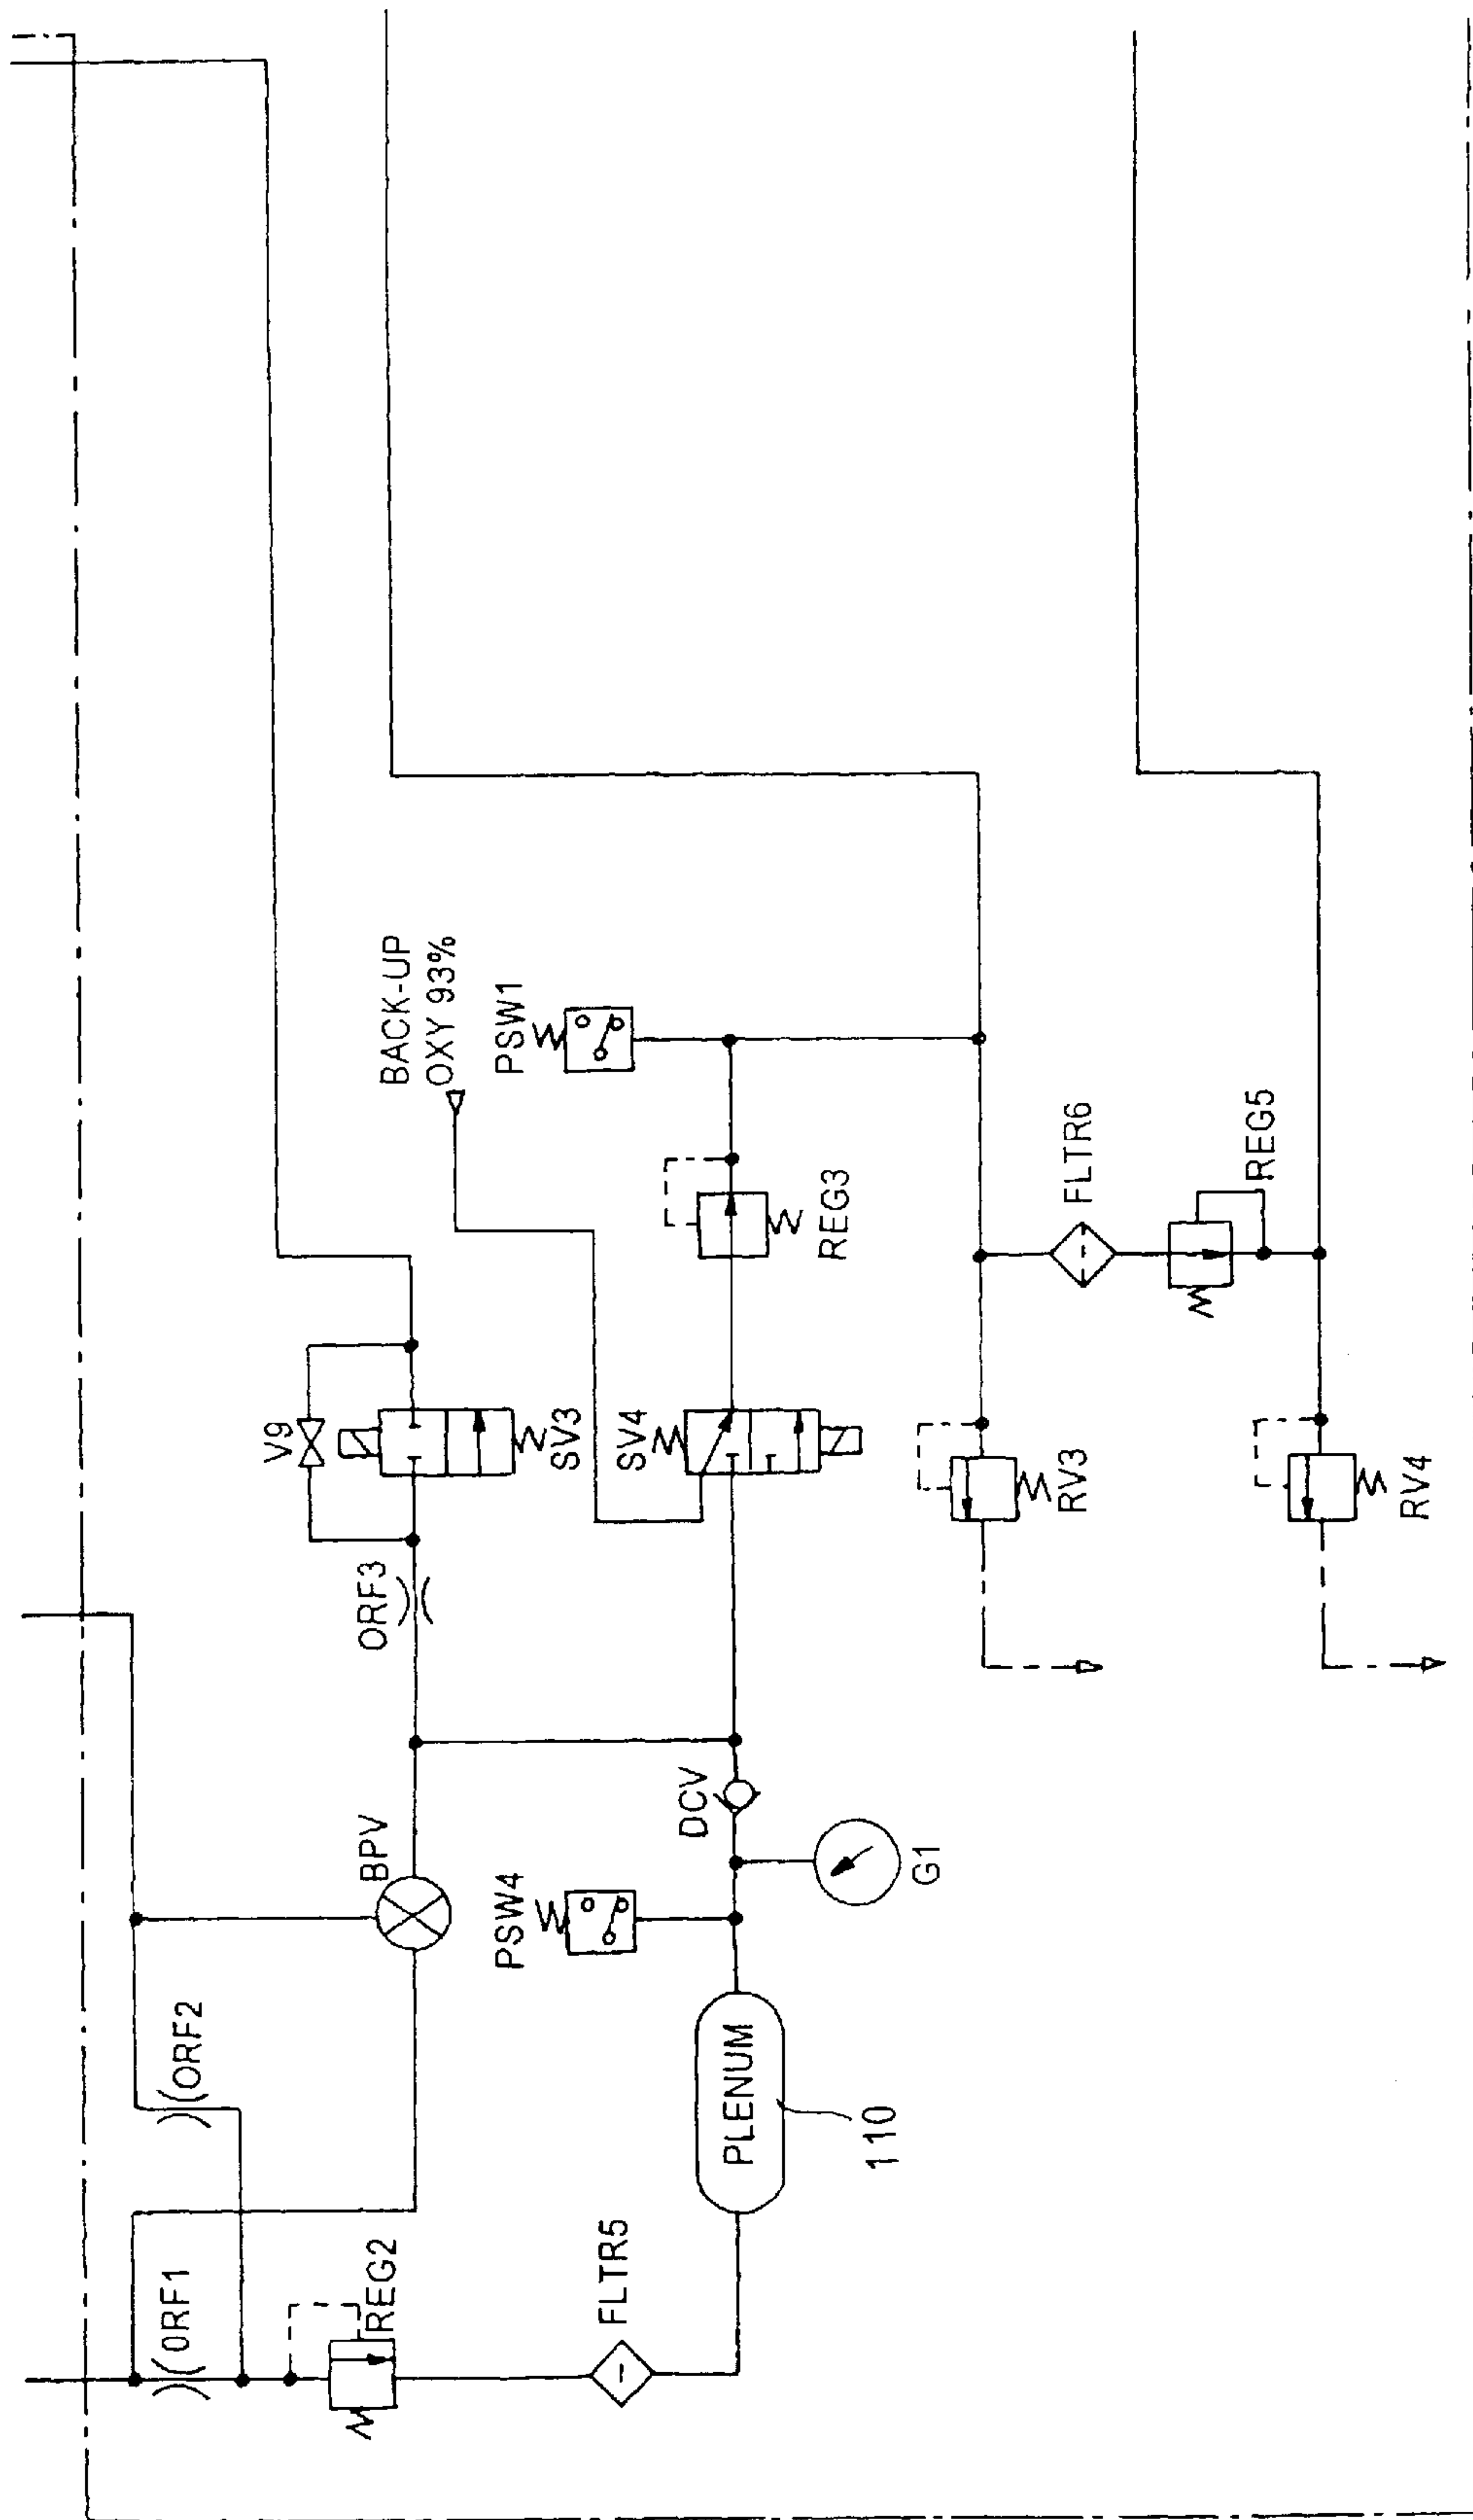 BACK-UP
OXY 93%
PSW1
V9
SV3
SV4
REG3
FLTR6
REG5
ORF3
RV3
RV4
BPV
DCV
PSW4
G1
ORF2
PLENUM
110
ORF1
REG2
FLTR5